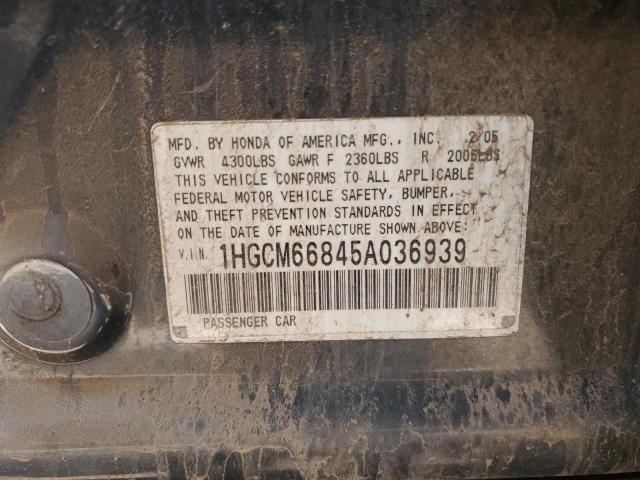 MFD. BY HONDA OF AMERICA MFG., INC. 2/05
GVWR 4300LBS GAWR F 2360LBS R 2005LBS
THIS VEHICLE CONFORMS TO ALL APPLICABLE
FEDERAL MOTOR VEHICLE SAFETY, BUMPER,
AND THEFT PREVENTION STANDARDS IN EFFECT
ON THE DATE OF MANUFACTURE SHOWN ABOVE.
V.I.N. 1HGCM66845A036939
PASSENGER CAR